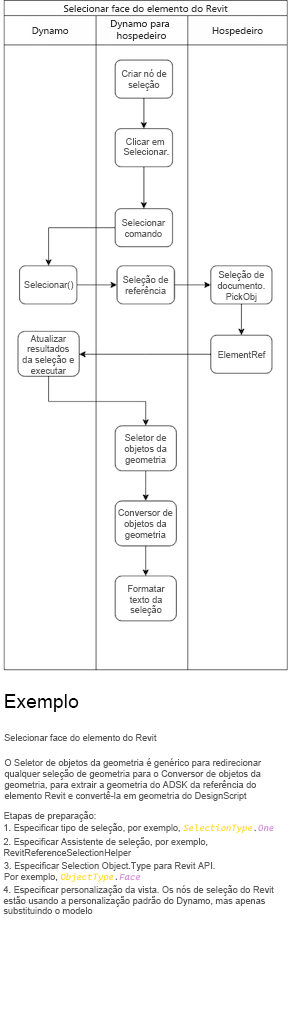 Selecionar face do elemento do Revit
Dynamo
Dynamo para
hospedeiro
Hospedeiro
Criar nó de
seleção
Clicar em
Selecionar.
Selecionar
comando
Selecionar()
Seleção de
referência
Seleção de
documento.
PickObj
Atualizar
resultados
da seleção e
executar
ElementRef
Seletor de
objetos da
geometria
Conversor de
objetos da
geometria
Formatar
texto da
seleção
Exemplo
Selecionar face do elemento do Revit
O Seletor de objetos da geometria é genérico para redirecionar
qualquer seleção de geometria para o Conversor de objetos da
geometria, para extrair a geometria do ADSK da referência do
elemento Revit e convertê-la em geometria do DesignScript
Etapas de preparação:
1. Especificar tipo de seleção, por exemplo, SelectionType.One
2. Especificar Assistente de seleção, por exemplo,
RevitReferenceSelectionHelper
3. Especificar Selection Object.Type para Revit API.
Por exemplo, ObjectType.Face
4. Especificar personalização da vista. Os nós de seleção do Revit
estão usando a personalização padrão do Dynamo, mas apenas
substituindo o modelo